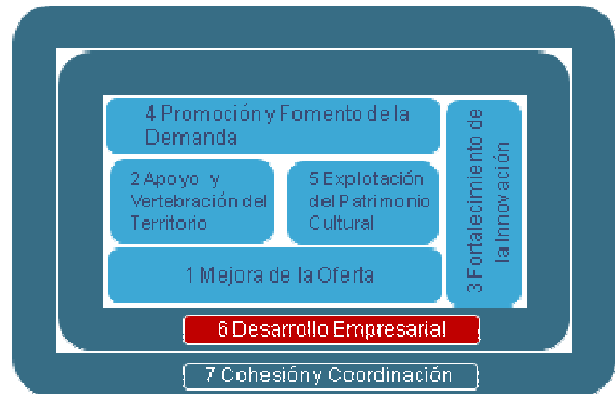 4 Promoción y Fomento de la
Demanda
2 Apoyo y
Vertebración del
Territorio
5 Explotación
del Patrimonio
Cultural
3 Fortalecimiento de
la Innovación
1 Mejora de la Oferta
6 Desarrollo Empresarial
7 Cohesión y Coordinación